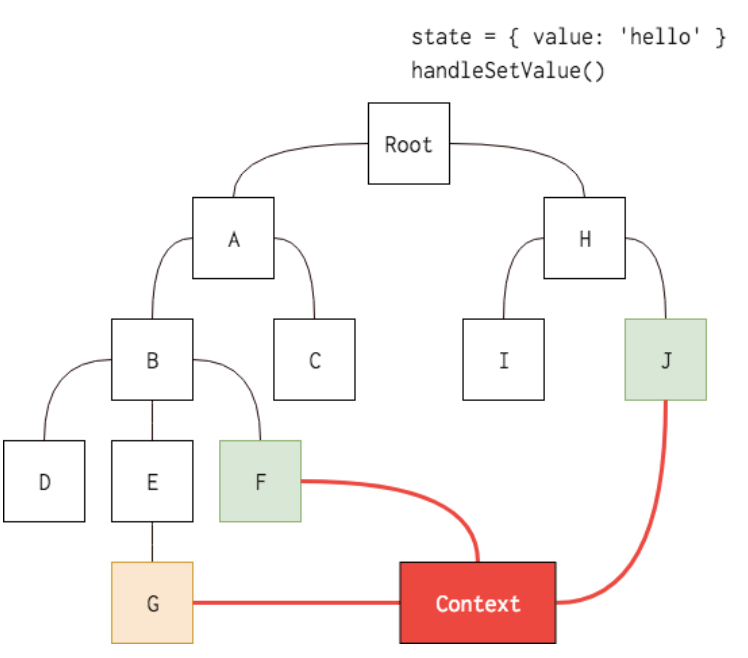 state = { value: 'hello' }
handleSetValue()
Root
A
H
B
C
I
J
D
E
F
G
Context